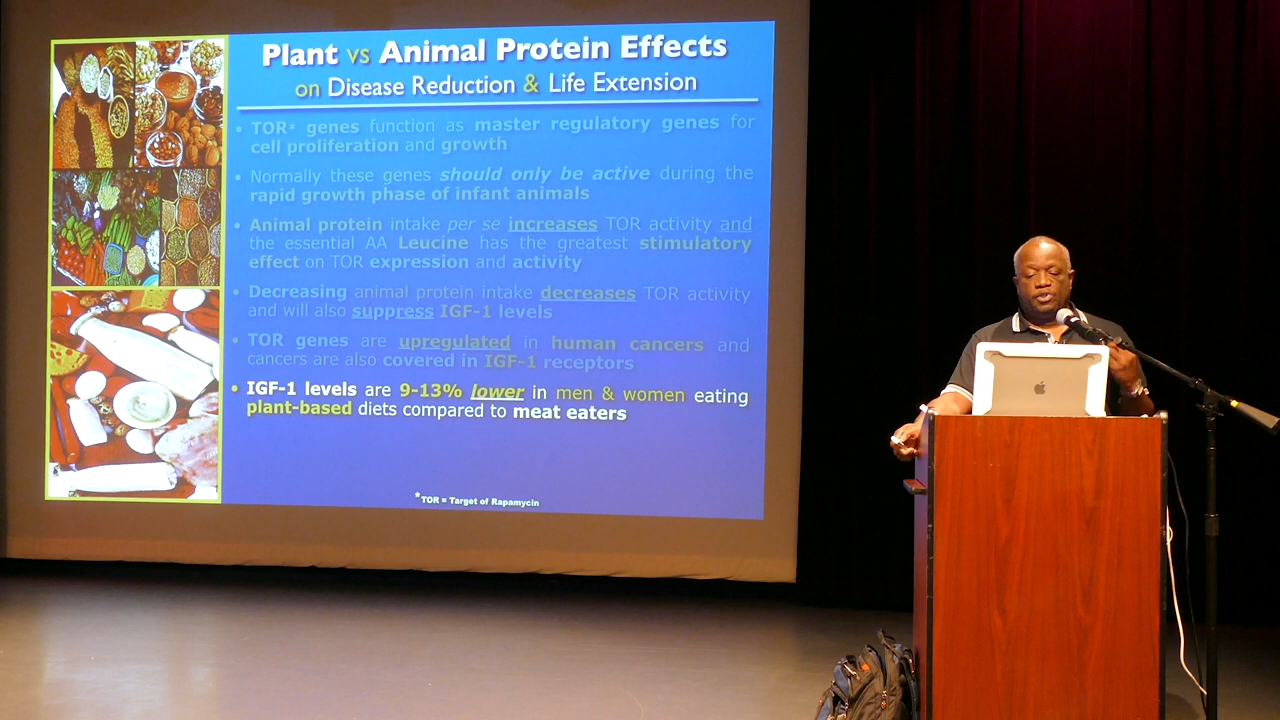 Plant vs Animal Protein Effects
on Disease Reduction & Life Extension
• TOR* genes function as master regulatory genes for
cell proliferation and growth
• Normally these genes should only be active during the
rapid growth phase of infant animals
• Animal protein intake per se increases TOR activity and
the essential AA Leucine has the greatest stimulatory
effect on TOR expression and activity
• Decreasing animal protein intake decreases TOR activity
and will also suppress IGF-1 levels
• TOR genes are upregulated in human cancers and
cancers are also covered in IGF-1 receptors
• IGF-1 levels are 9-13% lower in men & women eating
plant-based diets compared to meat eaters
*TOR = Target of Rapamycin